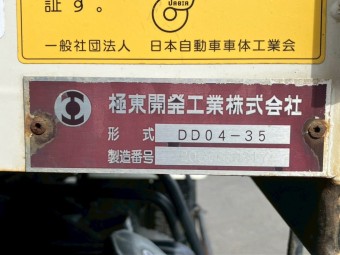 証す。
JABIA
一般社団法人 日本自動車車体工業会
極東開発工業株式会社
形式 DD04-35
製造番号